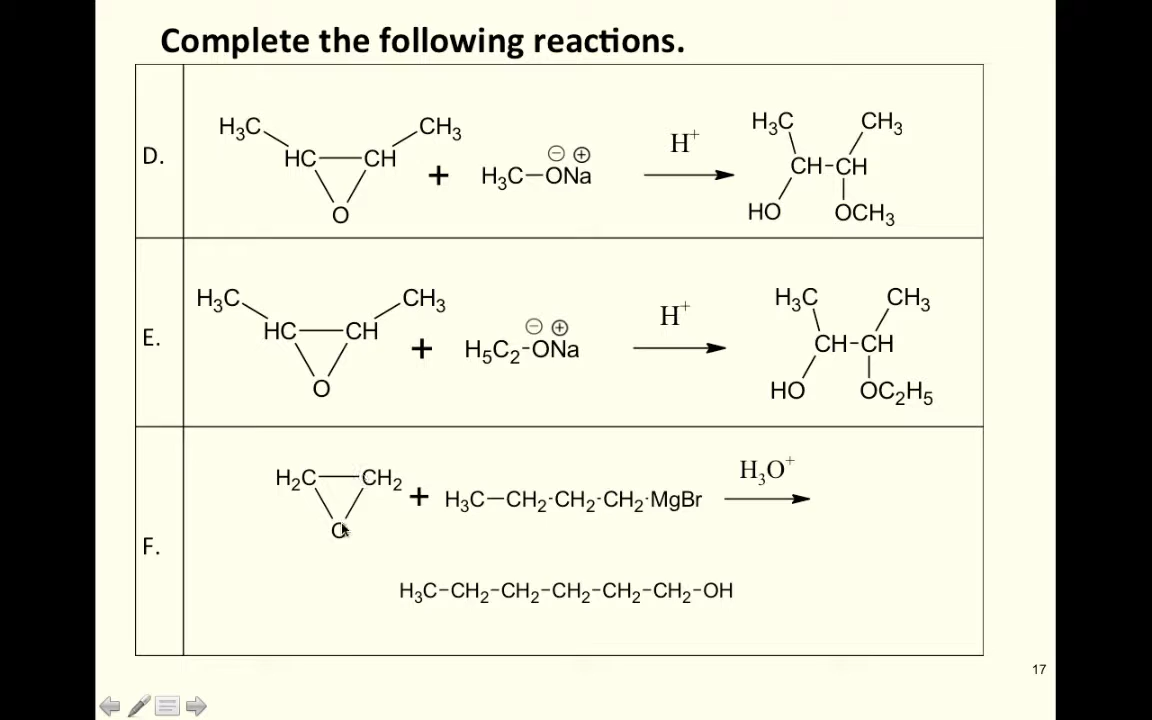 Complete the following reactions.
D.
H₃C CH₃
HC CH
O
+ H₃C–O⊖Na⊕
H⁺
H₃C CH₃
CH-CH
HO OCH₃
E.
H₃C CH₃
HC CH
O
+ H₅C₂-O⊖Na⊕
H⁺
H₃C CH₃
CH-CH
HO OC₂H₅
F.
H₂C CH₂
O
+ H₃C–CH₂-CH₂-CH₂-MgBr
H₃O⁺
H₃C-CH₂-CH₂-CH₂-CH₂-CH₂-OH
17